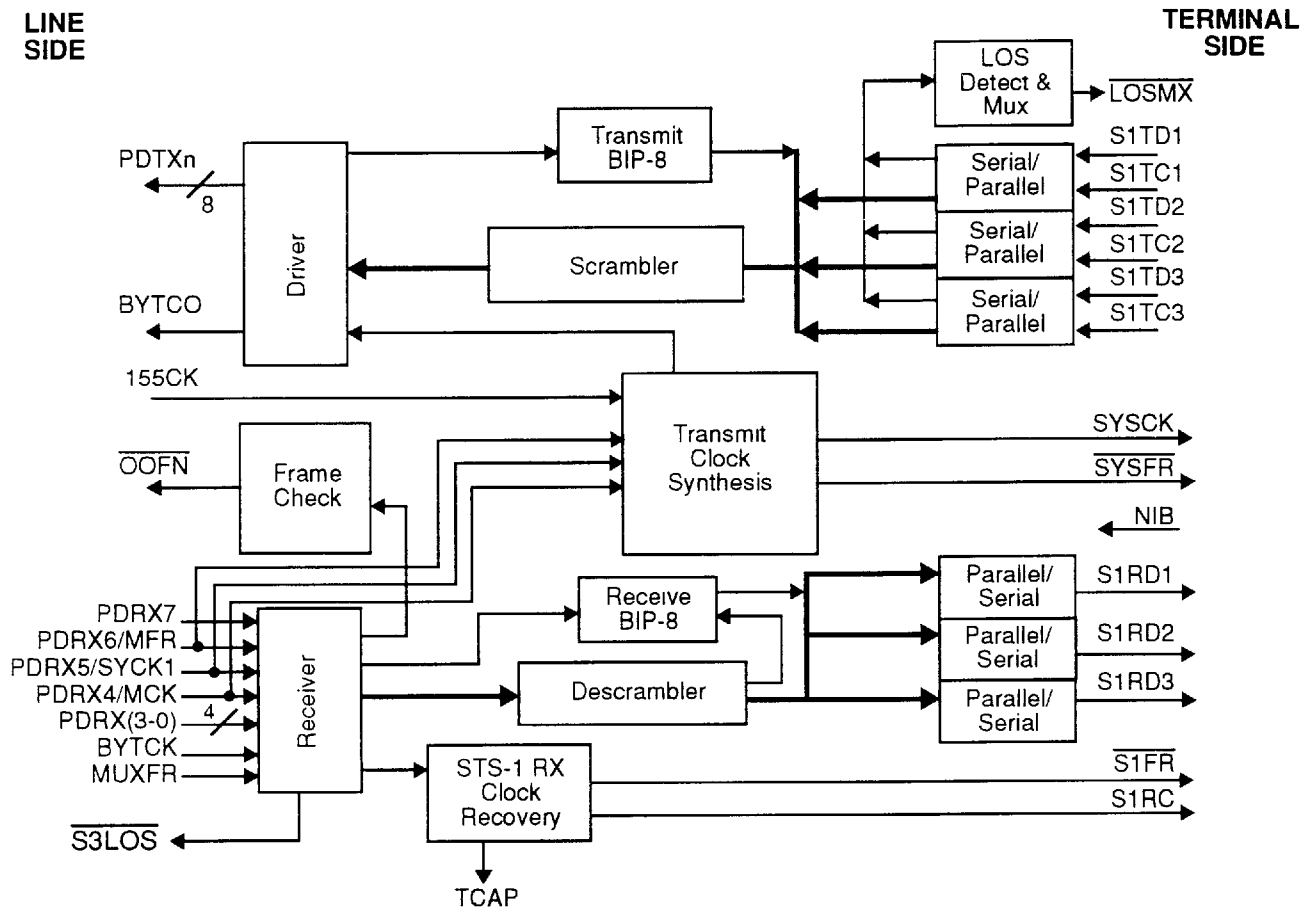 LINE
SIDE
TERMINAL
SIDE
LOS
Detect &
Mux
LOSMX
PDTXn
8
Driver
Transmit
BIP-8
Scrambler
Serial/
Parallel
Serial/
Parallel
Serial/
Parallel
S1TD1
S1TC1
S1TD2
S1TC2
S1TD3
S1TC3
BYTCO
155CK
Transmit
Clock
Synthesis
SYSCK
SYSFR
NIB
OOFN
Frame
Check
PDRX7
PDRX6/MFR
PDRX5/SYCK1
PDRX4/MCK
PDRX(3-0)
4
BYTCK
MUXFR
Receiver
Receive
BIP-8
Descrambler
Parallel/
Serial
Parallel/
Serial
Parallel/
Serial
S1RD1
S1RD2
S1RD3
STS-1 RX
Clock
Recovery
S1FR
S1RC
S3LOS
TCAP